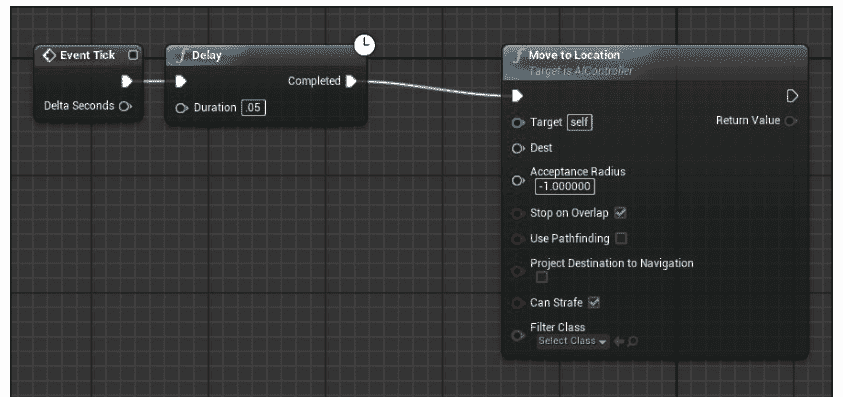 Event Tick
Delta Seconds
Delay
Completed
Duration .05
Move to Location
Target is AIController
Target self
Return Value
Dest
Acceptance Radius
-1.000000
Stop on Overlap
Use Pathfinding
Project Destination to Navigation
Can Strafe
Filter Class
Select Class